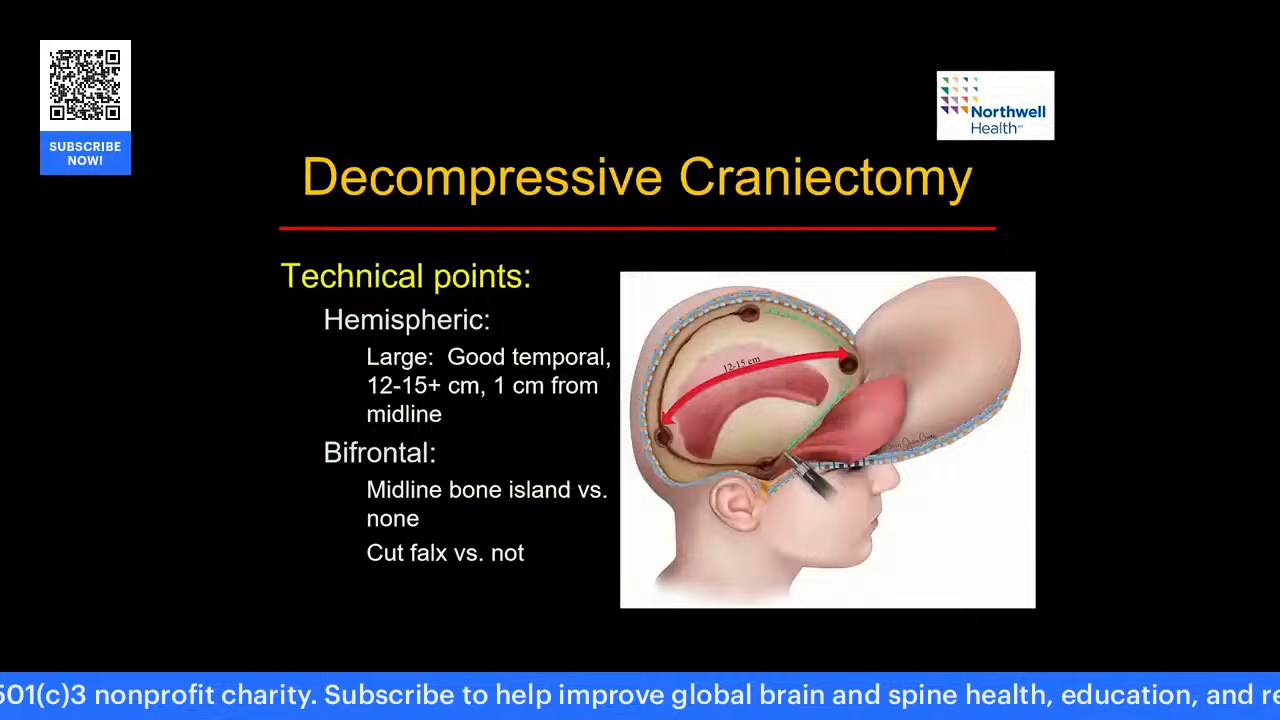 SUBSCRIBE
NOW!
Northwell
Health
Decompressive Craniectomy
Technical points:
Hemispheric:
Large: Good temporal,
12-15+ cm, 1 cm from
midline
Bifrontal:
Midline bone island vs.
none
Cut falx vs. not
12-15 cm
501(c)3 nonprofit charity. Subscribe to help improve global brain and spine health, education, and re